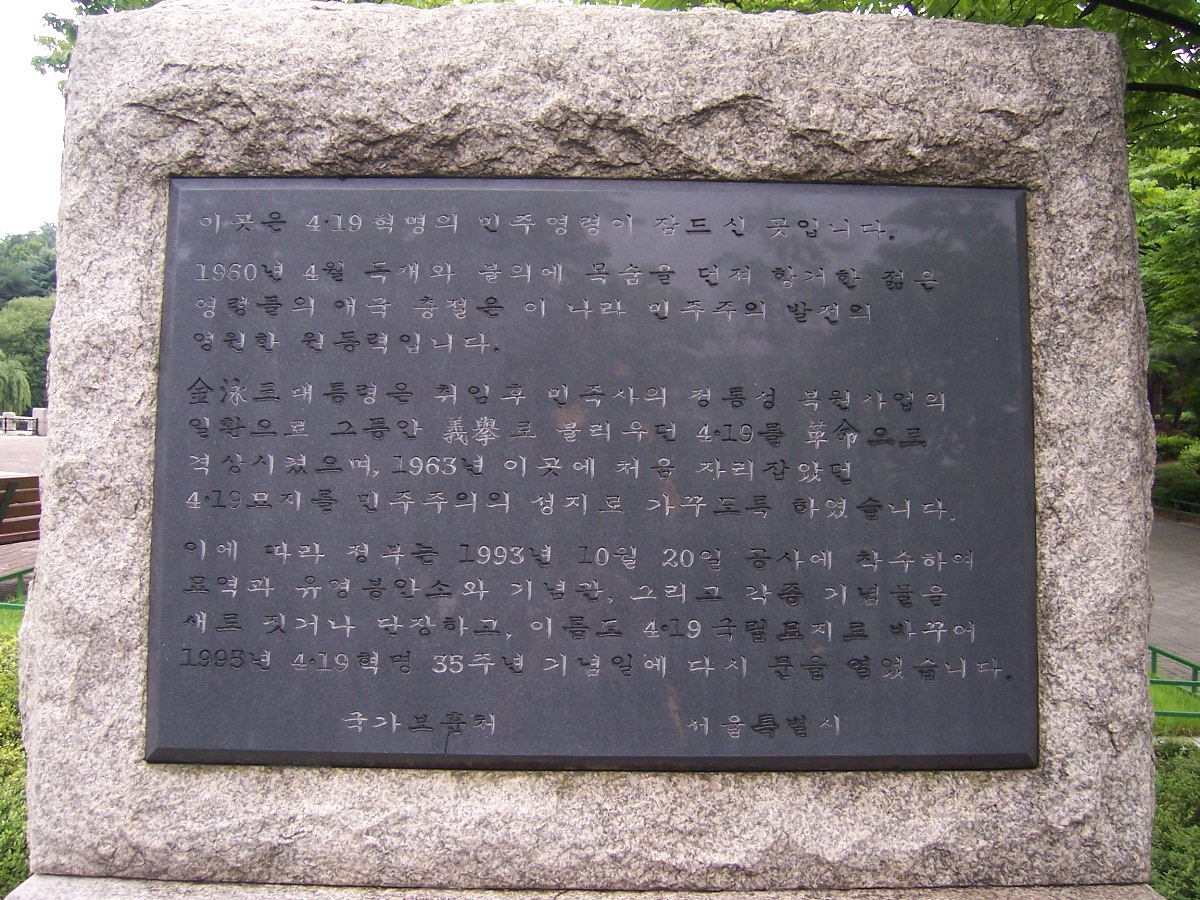 이곳은 4·19혁명의 민주영령이 잠드신 곳입니다.
1960년 4월 독재와 불의에 목숨을 던져 항거한 젊은
영령들의 애국 충절은 이 나라 민주주의 발전의
영원한 원동력입니다.
金泳三대통령은 취임후 민족사의 정통성 복원사업의
일환으로 그동안 義擧로 불리우던 4·19를 革命으로
격상시켰으며, 1963년 이곳에 처음 자리잡았던
4·19묘지를 민주주의의 성지로 가꾸도록 하였습니다.
이에 따라 정부는 1993년 10월 20일 공사에 착수하여
묘역과 유영봉안소와 기념관, 그리고 각종 기념물을
새로 짓거나 단장하고, 이름도 4·19국립묘지로 바꾸어
1995년 4·19혁명 35주년 기념일에 다시 문을 열었습니다.
국가보훈처 서울특별시